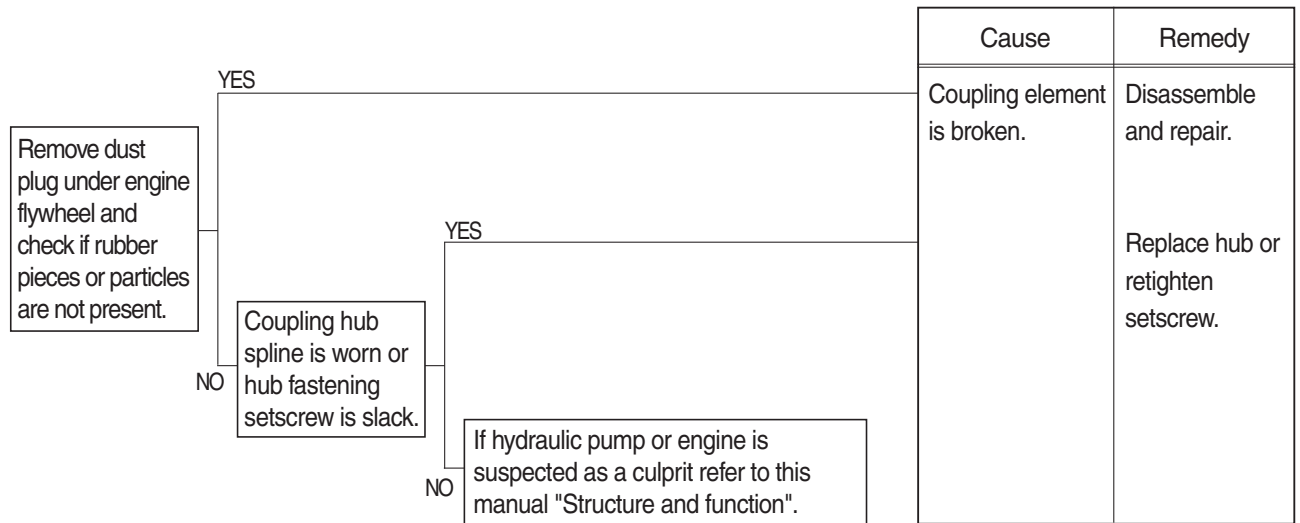 Cause
Remedy
YES
Coupling element
is broken.
Disassemble
and repair.
Remove dust
plug under engine
flywheel and
check if rubber
pieces or particles
are not present.
YES
Replace hub or
retighten
setscrew.
NO
Coupling hub
spline is worn or
hub fastening
setscrew is slack.
NO
If hydraulic pump or engine is
suspected as a culprit refer to this
manual "Structure and function".